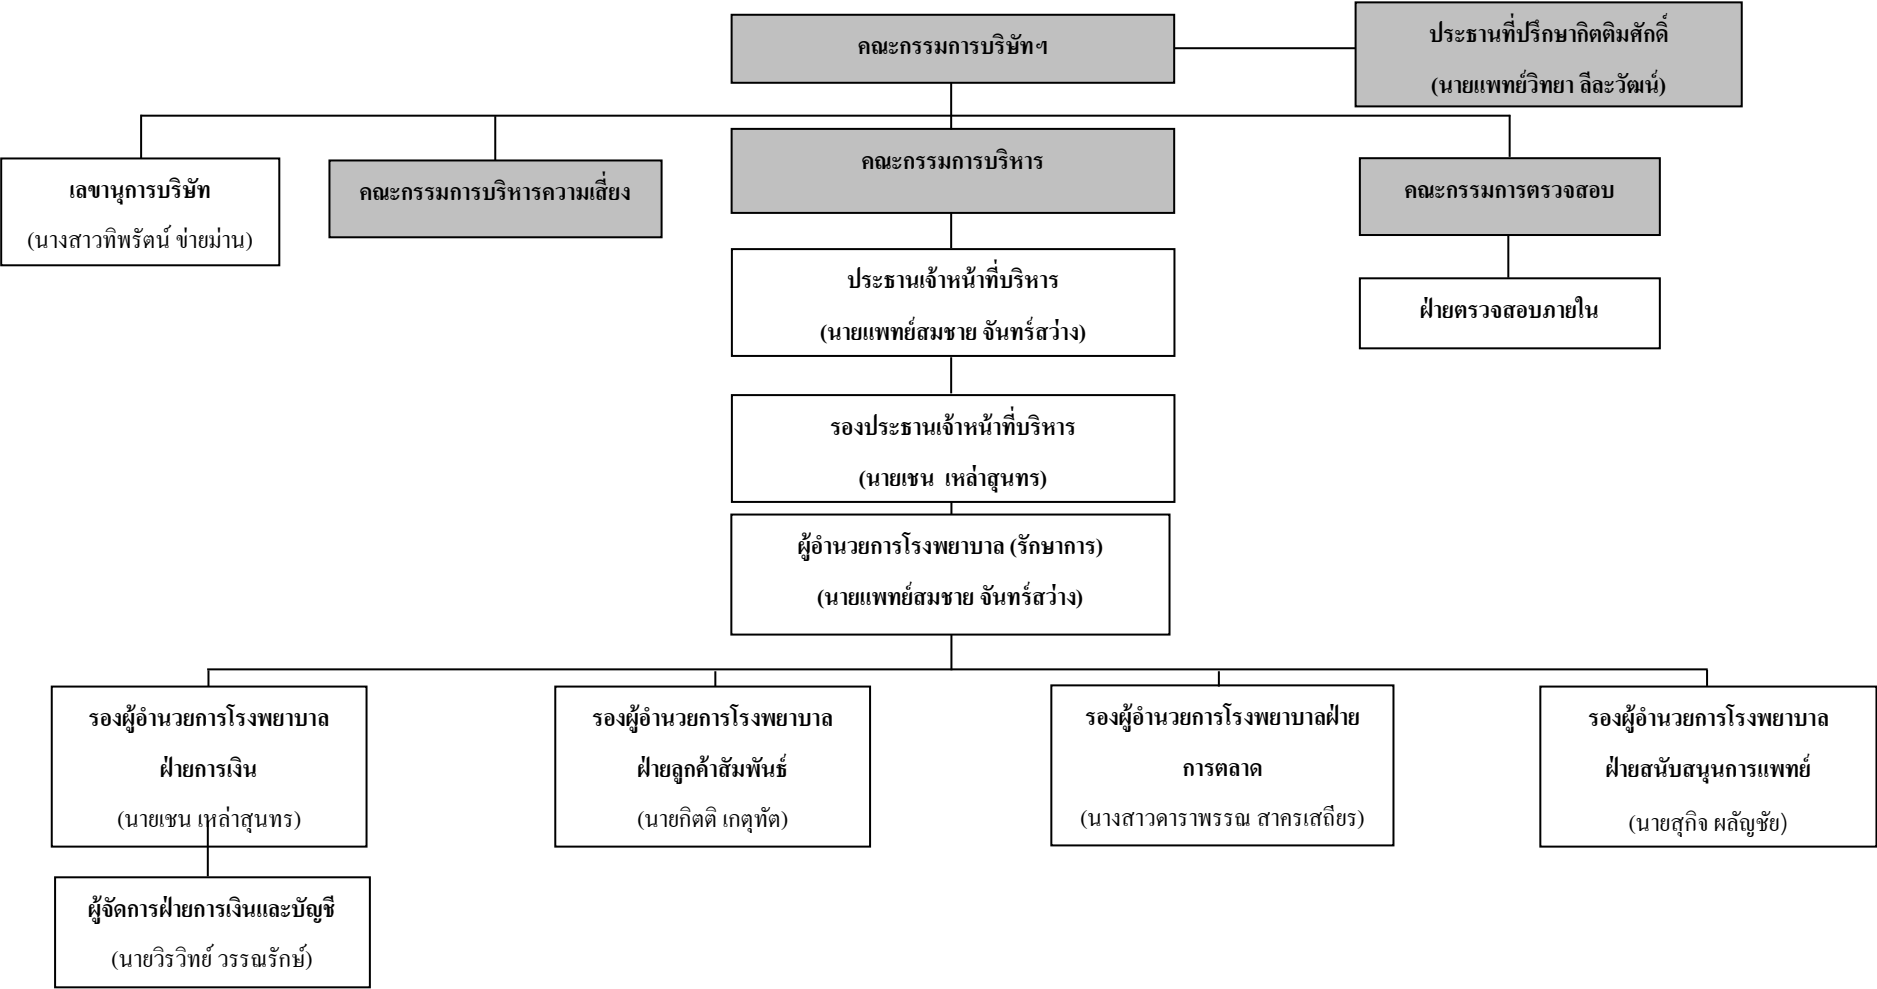 คณะกรรมการบริษัทฯ
ประธานที่ปรึกษากิตติมศักดิ์
(นายแพทย์วิทยา ลีละวัฒน์)
เลขานุการบริษัท
(นางสาวทิพรัตน์ ข่ายม่าน)
คณะกรรมการบริหารความเสี่ยง
คณะกรรมการบริหาร
คณะกรรมการตรวจสอบ
ประธานเจ้าหน้าที่บริหาร
(นายแพทย์สมชาย จันทร์สว่าง)
ฝ่ายตรวจสอบภายใน
รองประธานเจ้าหน้าที่บริหาร
(นายเชน เหล่าสุนทร)
ผู้อำนวยการโรงพยาบาล (รักษาการ)
(นายแพทย์สมชาย จันทร์สว่าง)
รองผู้อำนวยการโรงพยาบาล
ฝ่ายการเงิน
(นายเชน เหล่าสุนทร)
รองผู้อำนวยการโรงพยาบาล
ฝ่ายลูกค้าสัมพันธ์
(นายกิตติ เกตุทัต)
รองผู้อำนวยการโรงพยาบาลฝ่าย
การตลาด
(นางสาวดาราพรรณ สาครเสถียร)
รองผู้อำนวยการโรงพยาบาล
ฝ่ายสนับสนุนการแพทย์
(นายสุกิจ ผลัญชัย)
ผู้จัดการฝ่ายการเงินและบัญชี
(นายวิรวิทย์ วรรณรักษ์)